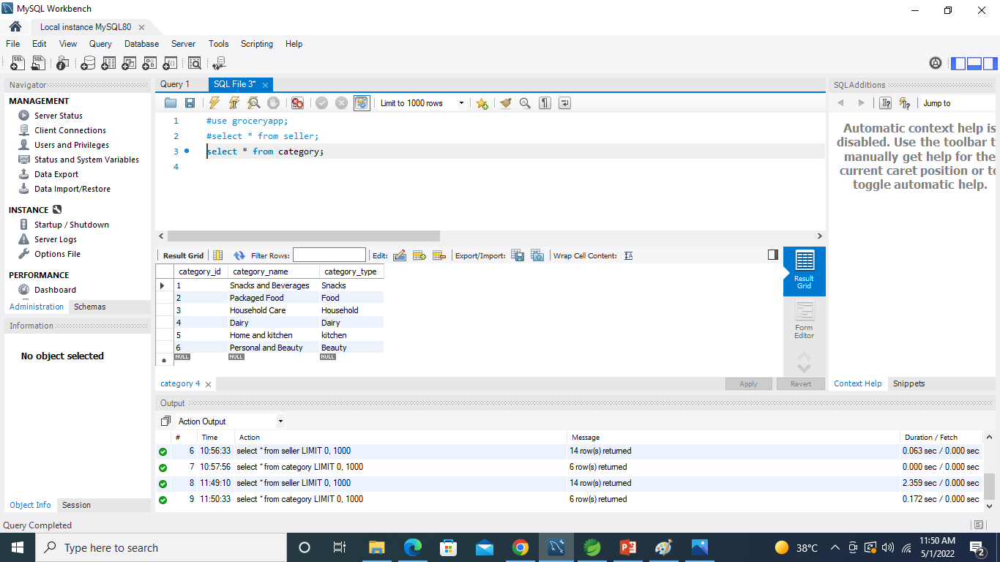 MySQL Workbench
Local instance MySQL80
File Edit View Query Database Server Tools Scripting Help
Navigator
MANAGEMENT
Server Status
Client Connections
Users and Privileges
Status and System Variables
Data Export
Data Import/Restore
INSTANCE
Startup / Shutdown
Server Logs
Options File
PERFORMANCE
Dashboard
Administration Schemas
Information
No object selected
Object Info Session
Query 1 SQL File 3*
Limit to 1000 rows
1 #use groceryapp;
2 #select * from seller;
3 select * from category;
4
Result Grid Filter Rows: Edit: Export/Import: Wrap Cell Content:
category_id category_name category_type
1 Snacks and Beverages Snacks
2 Packaged Food Food
3 Household Care Household
4 Dairy Dairy
5 Home and kitchen kitchen
6 Personal and Beauty Beauty
NULL NULL NULL
Result
Grid
Form
Editor
category 4 Apply Revert
SQLAdditions
Jump to
Automatic context help is
disabled. Use the toolbar t
manually get help for the
current caret position or to
toggle automatic help.
Context Help Snippets
Output
Action Output
# Time Action Message Duration / Fetch
6 10:56:33 select * from seller LIMIT 0, 1000 14 row(s) returned 0.063 sec / 0.000 sec
7 10:57:56 select * from category LIMIT 0, 1000 6 row(s) returned 0.000 sec / 0.000 sec
8 11:49:10 select * from seller LIMIT 0, 1000 14 row(s) returned 2.359 sec / 0.000 sec
9 11:50:33 select * from category LIMIT 0, 1000 6 row(s) returned 0.172 sec / 0.000 sec
Query Completed
Type here to search
38°C
11:50 AM
5/1/2022
2